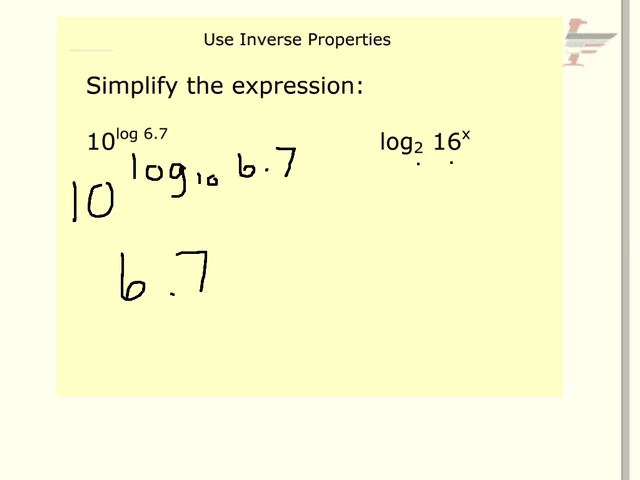 Use Inverse Properties
Simplify the expression:
10^log 6.7
log₂ 16^x
10^log₁₀ 6.7
6.7